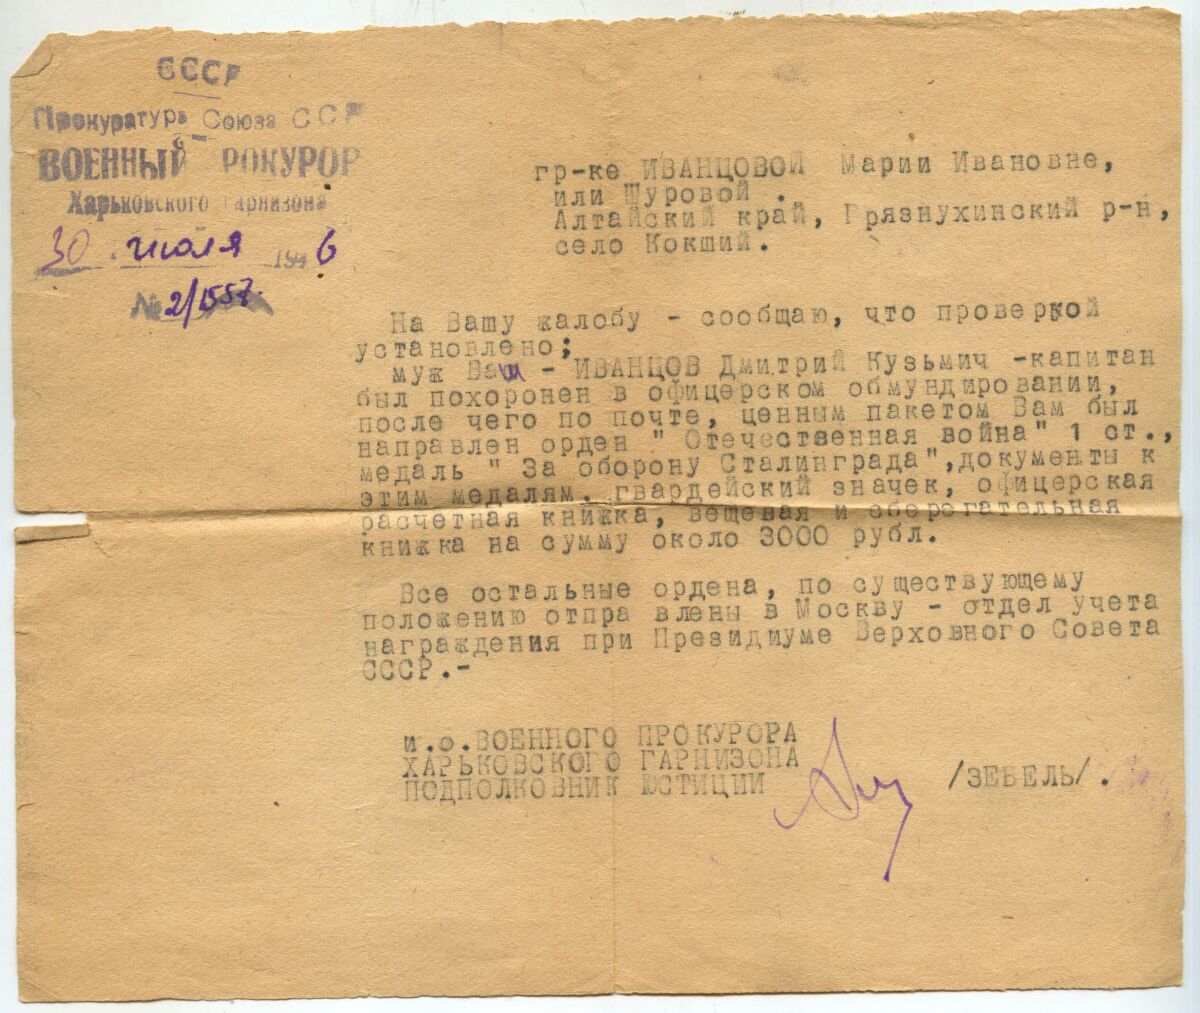 СССР
Прокуратура Союза ССР
ВОЕННЫЙ ПРОКУРОР
Харьковского гарнизона
30 . июля 1946
№ 2/1557.
гр-ке ИВАНЦОВОЙ Марии Ивановне,
или Шуровой .
Алтайский край, Грязнухинский р-н,
село Кокший.
На Вашу жалобу - сообщаю, что проверкой
установлено;
муж Ваш - ИВАНЦОВ Дмитрий Кузьмич -капитан
был похоронен в офицерском обмундировании,
после чего по почте, ценным пакетом Вам был
направлен орден " Отечественная война" 1 ст.,
медаль " За оборону Сталинграда",документы к
этим медалям. гвардейский значек, офицерская
расчетная книжка, вещевая и сберегательная
книжка на сумму около 3000 рубл.
Все остальные ордена, по существующему
положению отпра влены в Москву - отдел учета
награждения при Президиуме Верховного Совета
СССР.-
и.о.ВОЕННОГО ПРОКУРОРА
ХАРЬКОВСКОГО ГАРНИЗОНА
ПОДПОЛКОВНИК ЮСТИЦИИ /ЗЕБЕЛЬ/.